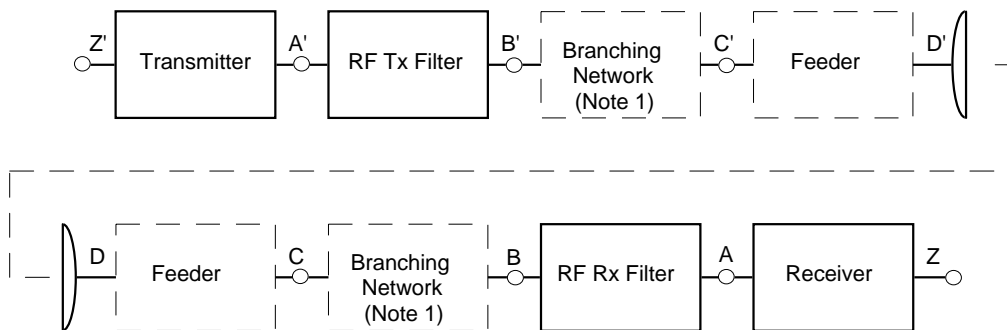 Z'
Transmitter
A'
RF Tx Filter
B'
Branching
Network
(Note 1)
C'
Feeder
D'
D
Feeder
C
Branching
Network
(Note 1)
B
RF Rx Filter
A
Receiver
Z